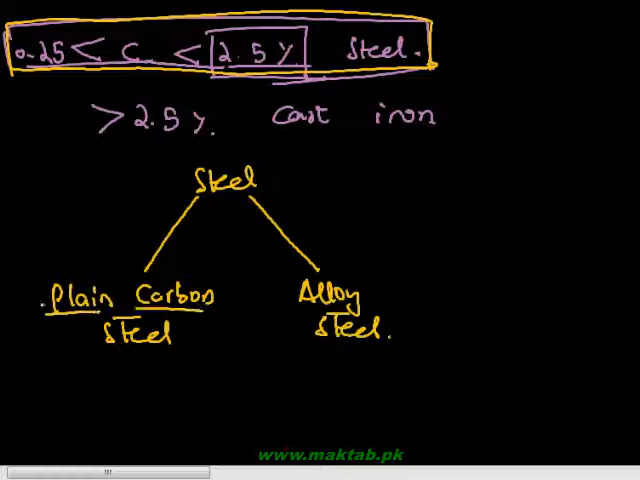 0.25 < C < 2.5 % Steel.
> 2.5 %. Cast iron
Steel
Plain Carbon Steel
Alloy Steel.
www.maktab.pk